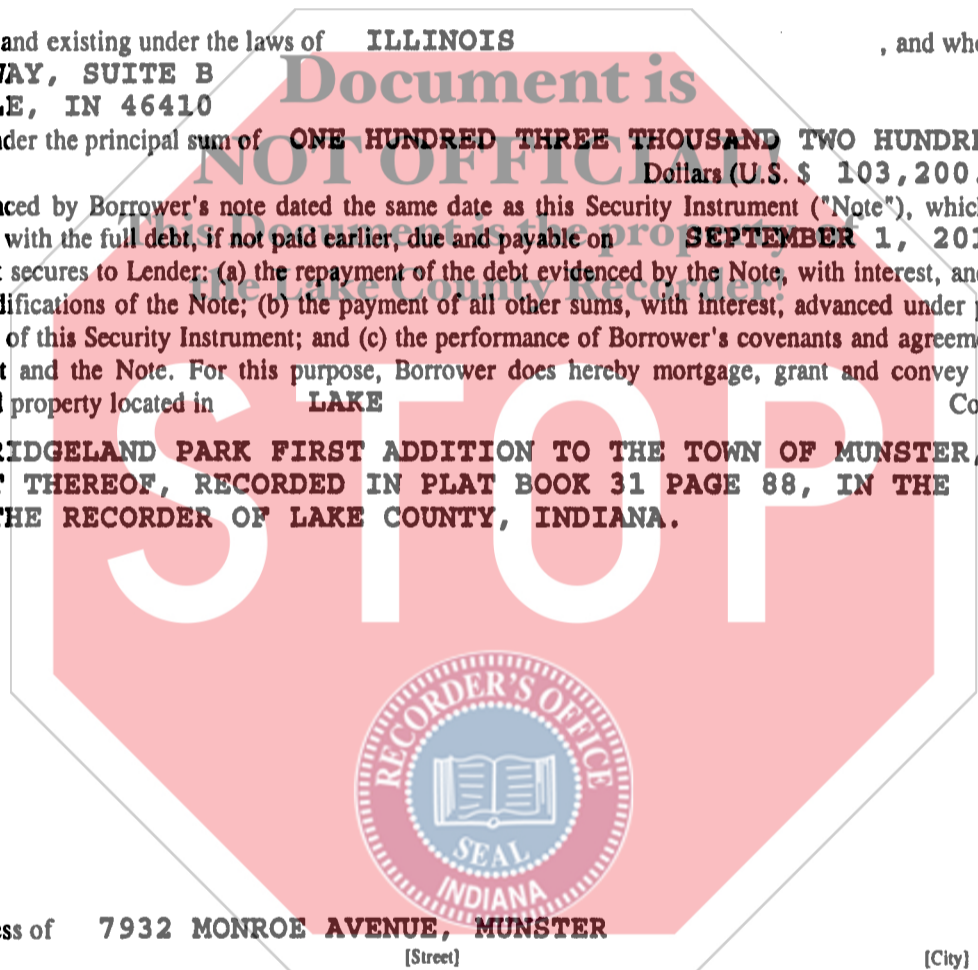 and existing under the laws of ILLINOIS , and who
WAY, SUITE B
LE, IN 46410
der the principal sum of ONE HUNDRED THREE THOUSAND TWO HUNDRE
Dollars (U.S. $ 103,200.
nced by Borrower's note dated the same date as this Security Instrument ("Note"), which
with the full debt, if not paid earlier, due and payable on SEPTEMBER 1, 201
secures to Lender: (a) the repayment of the debt evidenced by the Note, with interest, and
difications of the Note; (b) the payment of all other sums, with interest, advanced under
of this Security Instrument; and (c) the performance of Borrower's covenants and agreeme
t and the Note. For this purpose, Borrower does hereby mortgage, grant and convey
property located in LAKE Co
RIDGELAND PARK FIRST ADDITION TO THE TOWN OF MUNSTER,
T THEREOF, RECORDED IN PLAT BOOK 31 PAGE 88, IN THE
THE RECORDER OF LAKE COUNTY, INDIANA.
ess of 7932 MONROE AVENUE, MUNSTER
[Street] [City]
Document is
NOT OFFICIAL!
This Document is the property of
the Lake County Recorder!
STOP
RECORDER'S OFFICE
SEAL
INDIANA